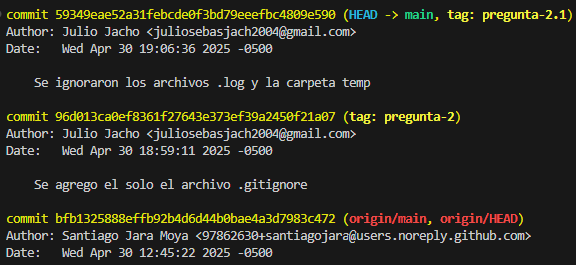 commit 59349eae52a31febcde0f3bd79eeefbc4809e590 (HEAD -> main, tag: pregunta-2.1)
Author: Julio Jacho <juliosebasjach2004@gmail.com>
Date:   Wed Apr 30 19:06:36 2025 -0500
Se ignoraron los archivos .log y la carpeta temp
commit 96d013ca0ef8361f27643e373ef39a2450f21a07 (tag: pregunta-2)
Author: Julio Jacho <juliosebasjach2004@gmail.com>
Date:   Wed Apr 30 18:59:11 2025 -0500
Se agrego el solo el archivo .gitignore
commit bfb1325888effb92b4d6d44b0bae4a3d7983c472 (origin/main, origin/HEAD)
Author: Santiago Jara Moya <97862630+santiagojara@users.noreply.github.com>
Date:   Wed Apr 30 12:45:22 2025 -0500